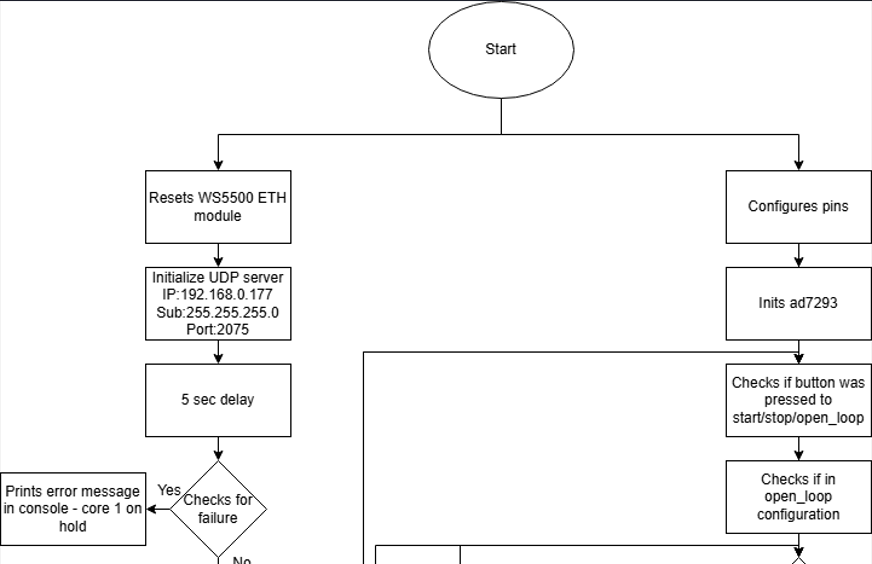 Start
Resets WS5500 ETH
module
Configures pins
Initialize UDP server
IP:192.168.0.177
Sub:255.255.255.0
Port:2075
Inits ad7293
5 sec delay
Checks if button was
pressed to
start/stop/open_loop
Prints error message
in console - core 1 on
hold
Yes
Checks for
failure
No
Checks if in
open_loop
configuration